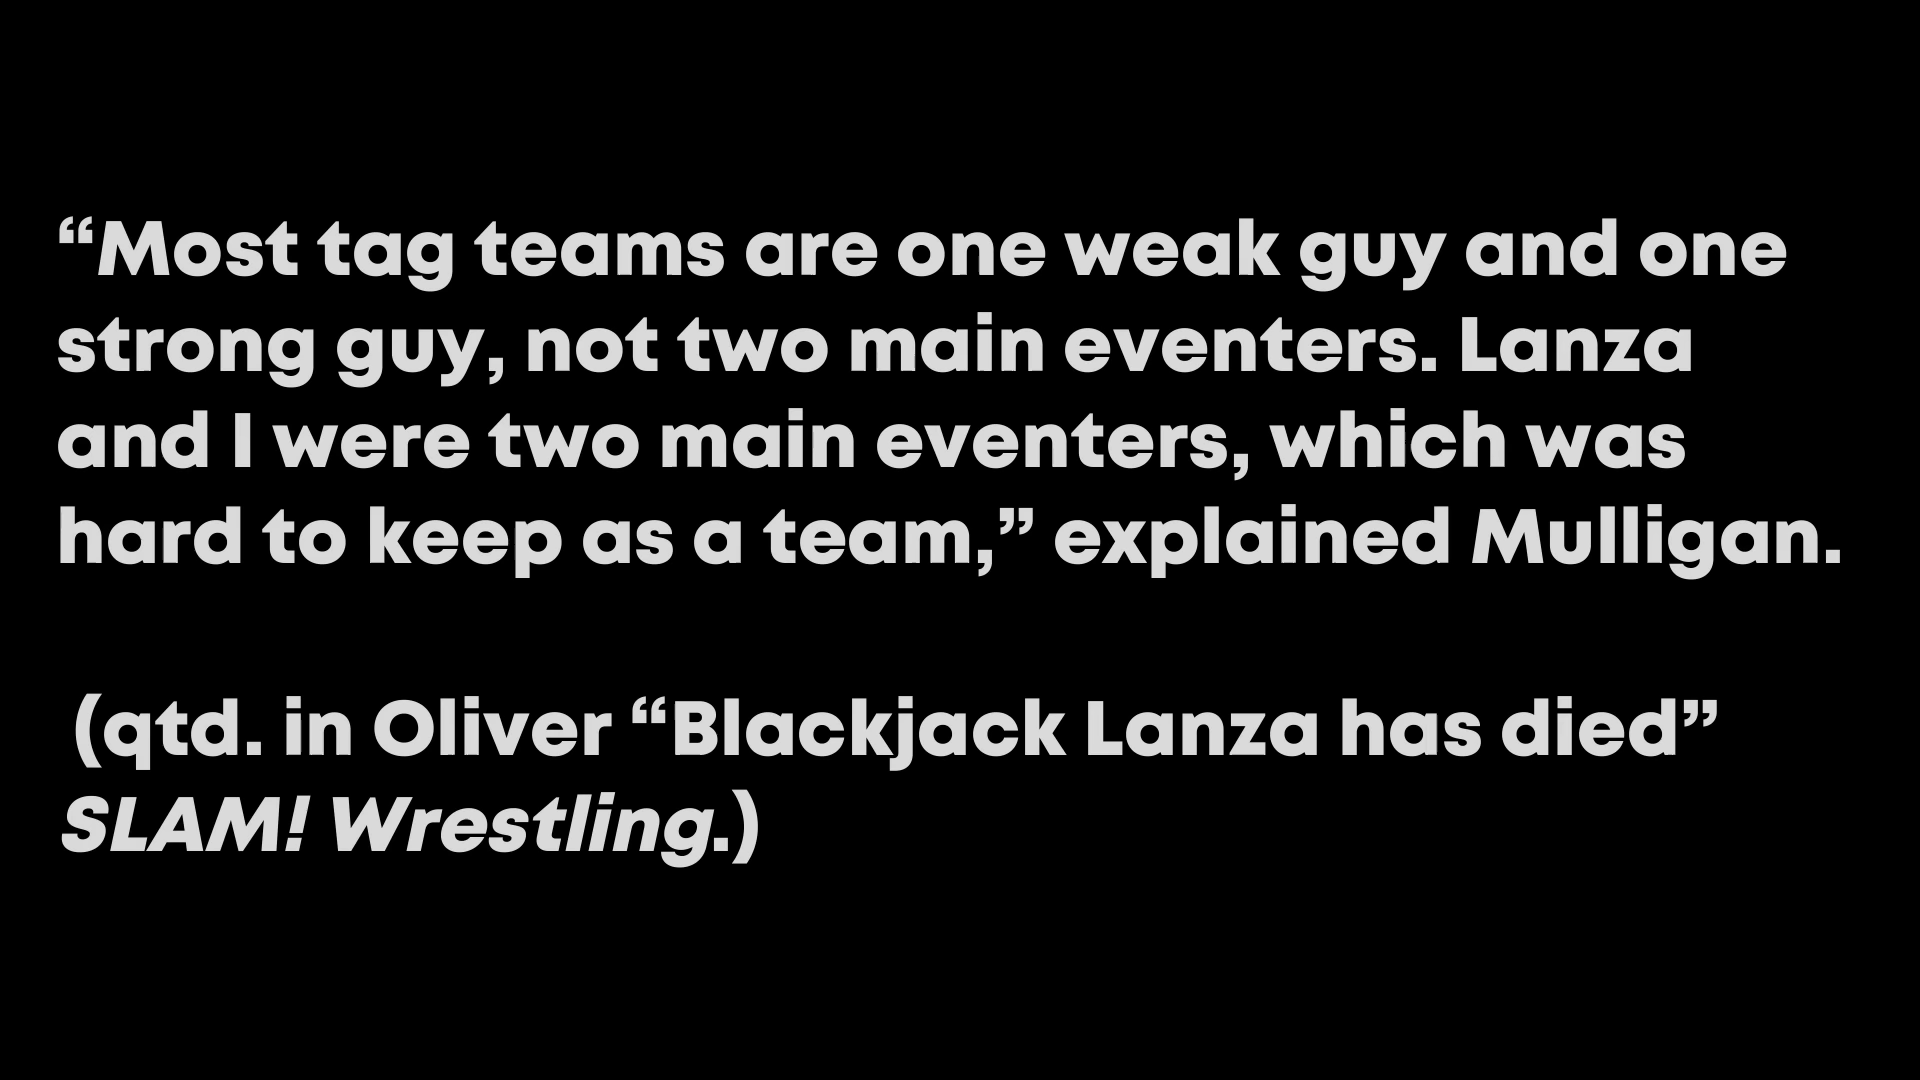 “Most tag teams are one weak guy and one
strong guy, not two main eventers. Lanza
and I were two main eventers, which was
hard to keep as a team,” explained Mulligan.
(qtd. in Oliver “Blackjack Lanza has died”
SLAM! Wrestling.)